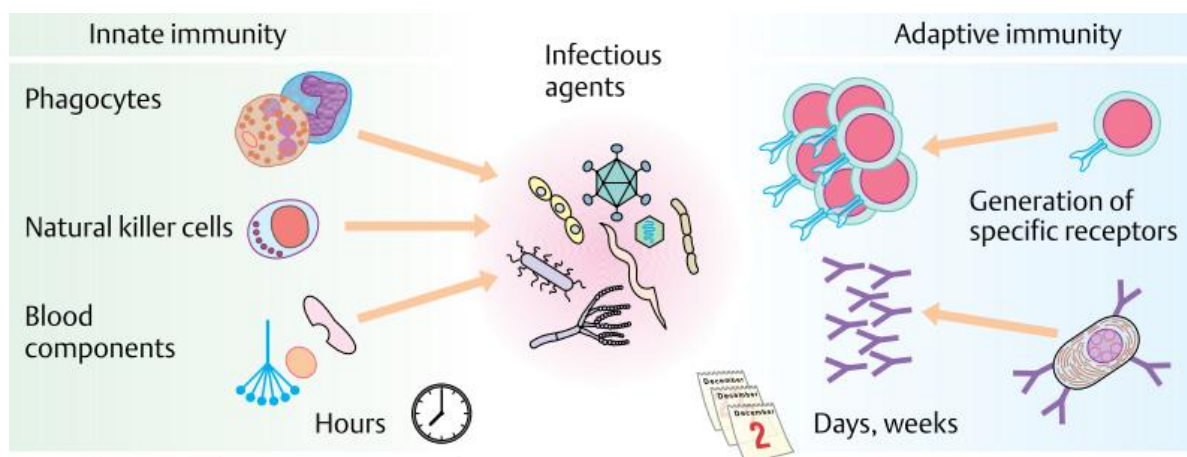 Innate immunity
Infectious
agents
Adaptive immunity
Phagocytes
Natural killer cells
Generation of
specific receptors
Blood
components
Hours
December
December
December
2
Days, weeks